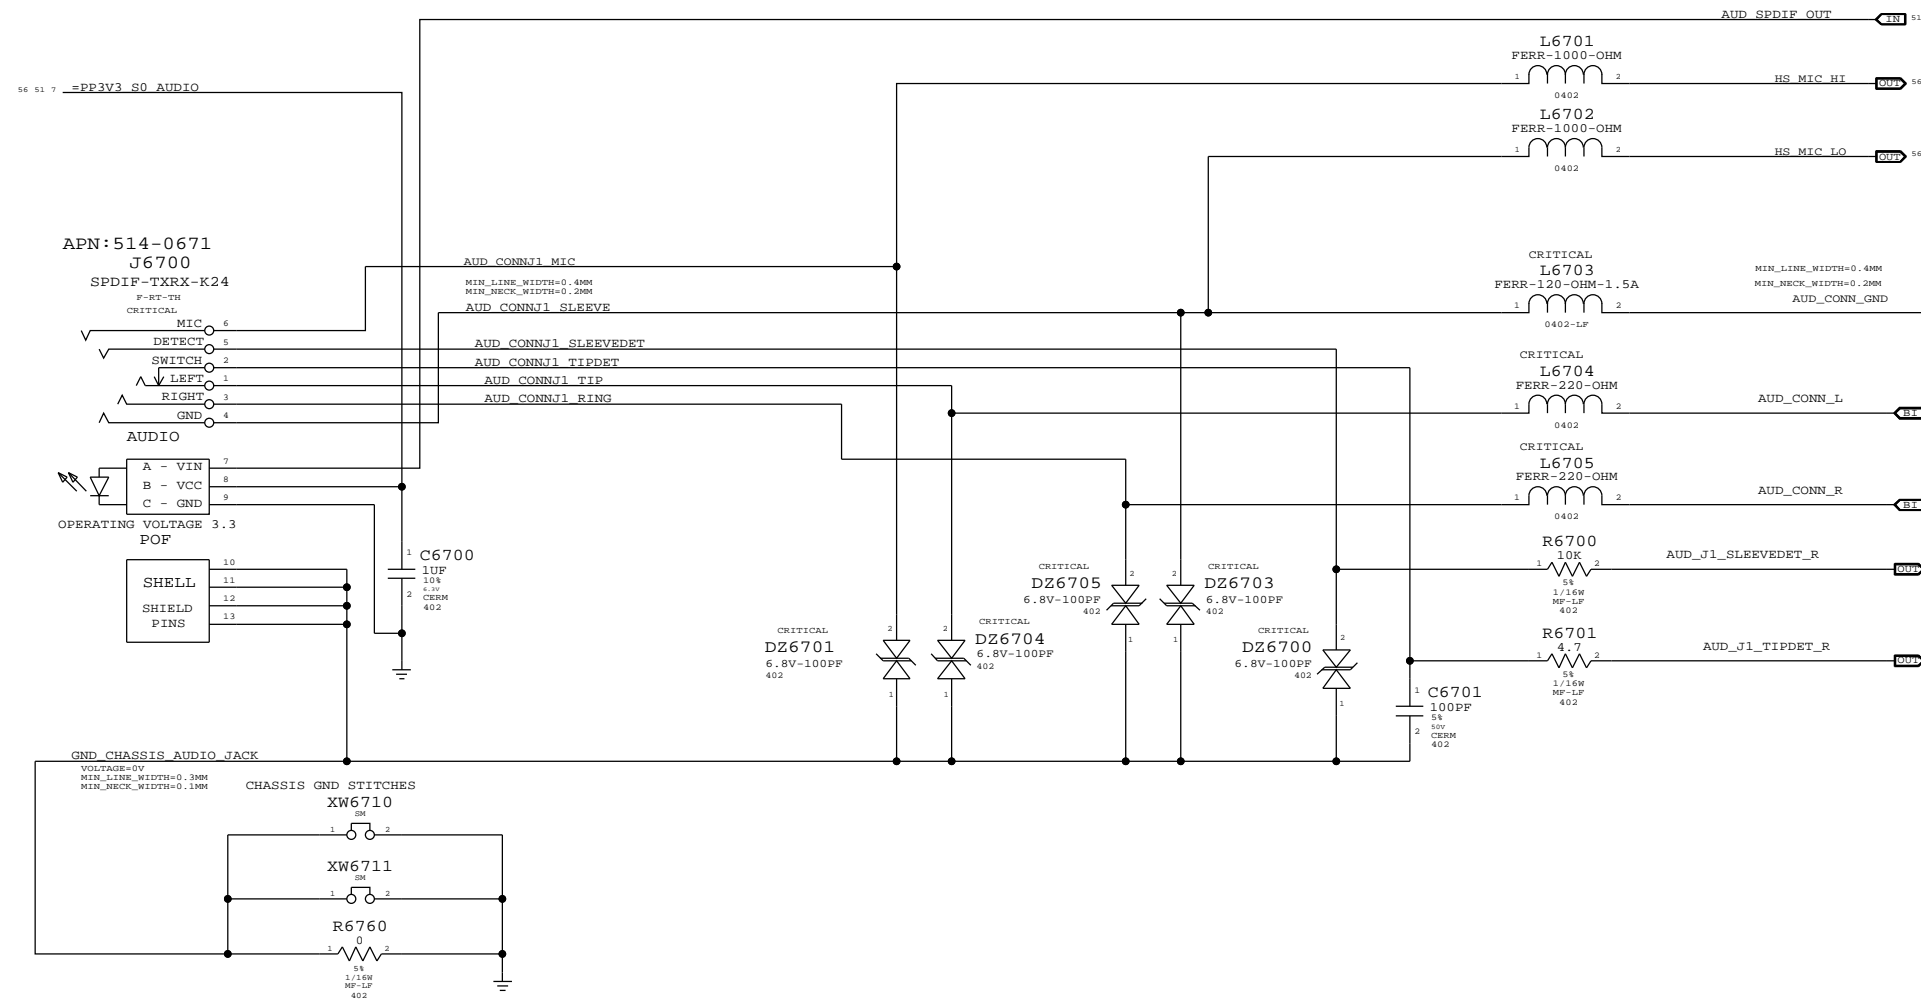 AUD_SPDIF_OUT
IN
51
L6701
FERR-1000-OHM
1
2
0402
HS_MIC_HI
OUT
56
56 51 7
=PP3V3_S0_AUDIO
L6702
FERR-1000-OHM
1
2
0402
HS_MIC_LO
OUT
56
APN:514-0671
J6700
SPDIF-TXRX-K24
F-RT-TH
CRITICAL
MIC
6
DETECT
5
SWITCH
2
LEFT
1
RIGHT
3
GND
4
AUDIO
AUD_CONNJ1_MIC
MIN_LINE_WIDTH=0.4MM
MIN_NECK_WIDTH=0.2MM
AUD_CONNJ1_SLEEVE
AUD_CONNJ1_SLEEVEDET
AUD_CONNJ1_TIPDET
AUD_CONNJ1_TIP
AUD_CONNJ1_RING
CRITICAL
L6703
FERR-120-OHM-1.5A
1
2
0402-LF
MIN_LINE_WIDTH=0.4MM
MIN_NECK_WIDTH=0.2MM
AUD_CONN_GND
CRITICAL
L6704
FERR-220-OHM
1
2
0402
AUD_CONN_L
BI
CRITICAL
L6705
FERR-220-OHM
1
2
0402
AUD_CONN_R
BI
A - VIN
7
B - VCC
8
C - GND
9
OPERATING VOLTAGE 3.3
POF
SHELL
SHIELD
PINS
10
11
12
13
1
C6700
1UF
10%
6.3V
2
CERM
402
CRITICAL
DZ6705
6.8V-100PF
402
2
1
CRITICAL
DZ6703
6.8V-100PF
402
2
1
R6700
10K
1
2
5%
1/16W
MF-LF
402
AUD_J1_SLEEVEDET_R
OUT
CRITICAL
DZ6701
6.8V-100PF
402
2
1
CRITICAL
DZ6704
6.8V-100PF
402
2
1
CRITICAL
DZ6700
6.8V-100PF
402
2
1
R6701
4.7
1
2
5%
1/16W
MF-LF
402
AUD_J1_TIPDET_R
OUT
1
C6701
100PF
5%
50V
2
CERM
402
GND_CHASSIS_AUDIO_JACK
VOLTAGE=0V
MIN_LINE_WIDTH=0.3MM
MIN_NECK_WIDTH=0.1MM
CHASSIS GND STITCHES
XW6710
SM
1
2
XW6711
SM
1
2
R6760
0
1
2
5%
1/16W
MF-LF
402